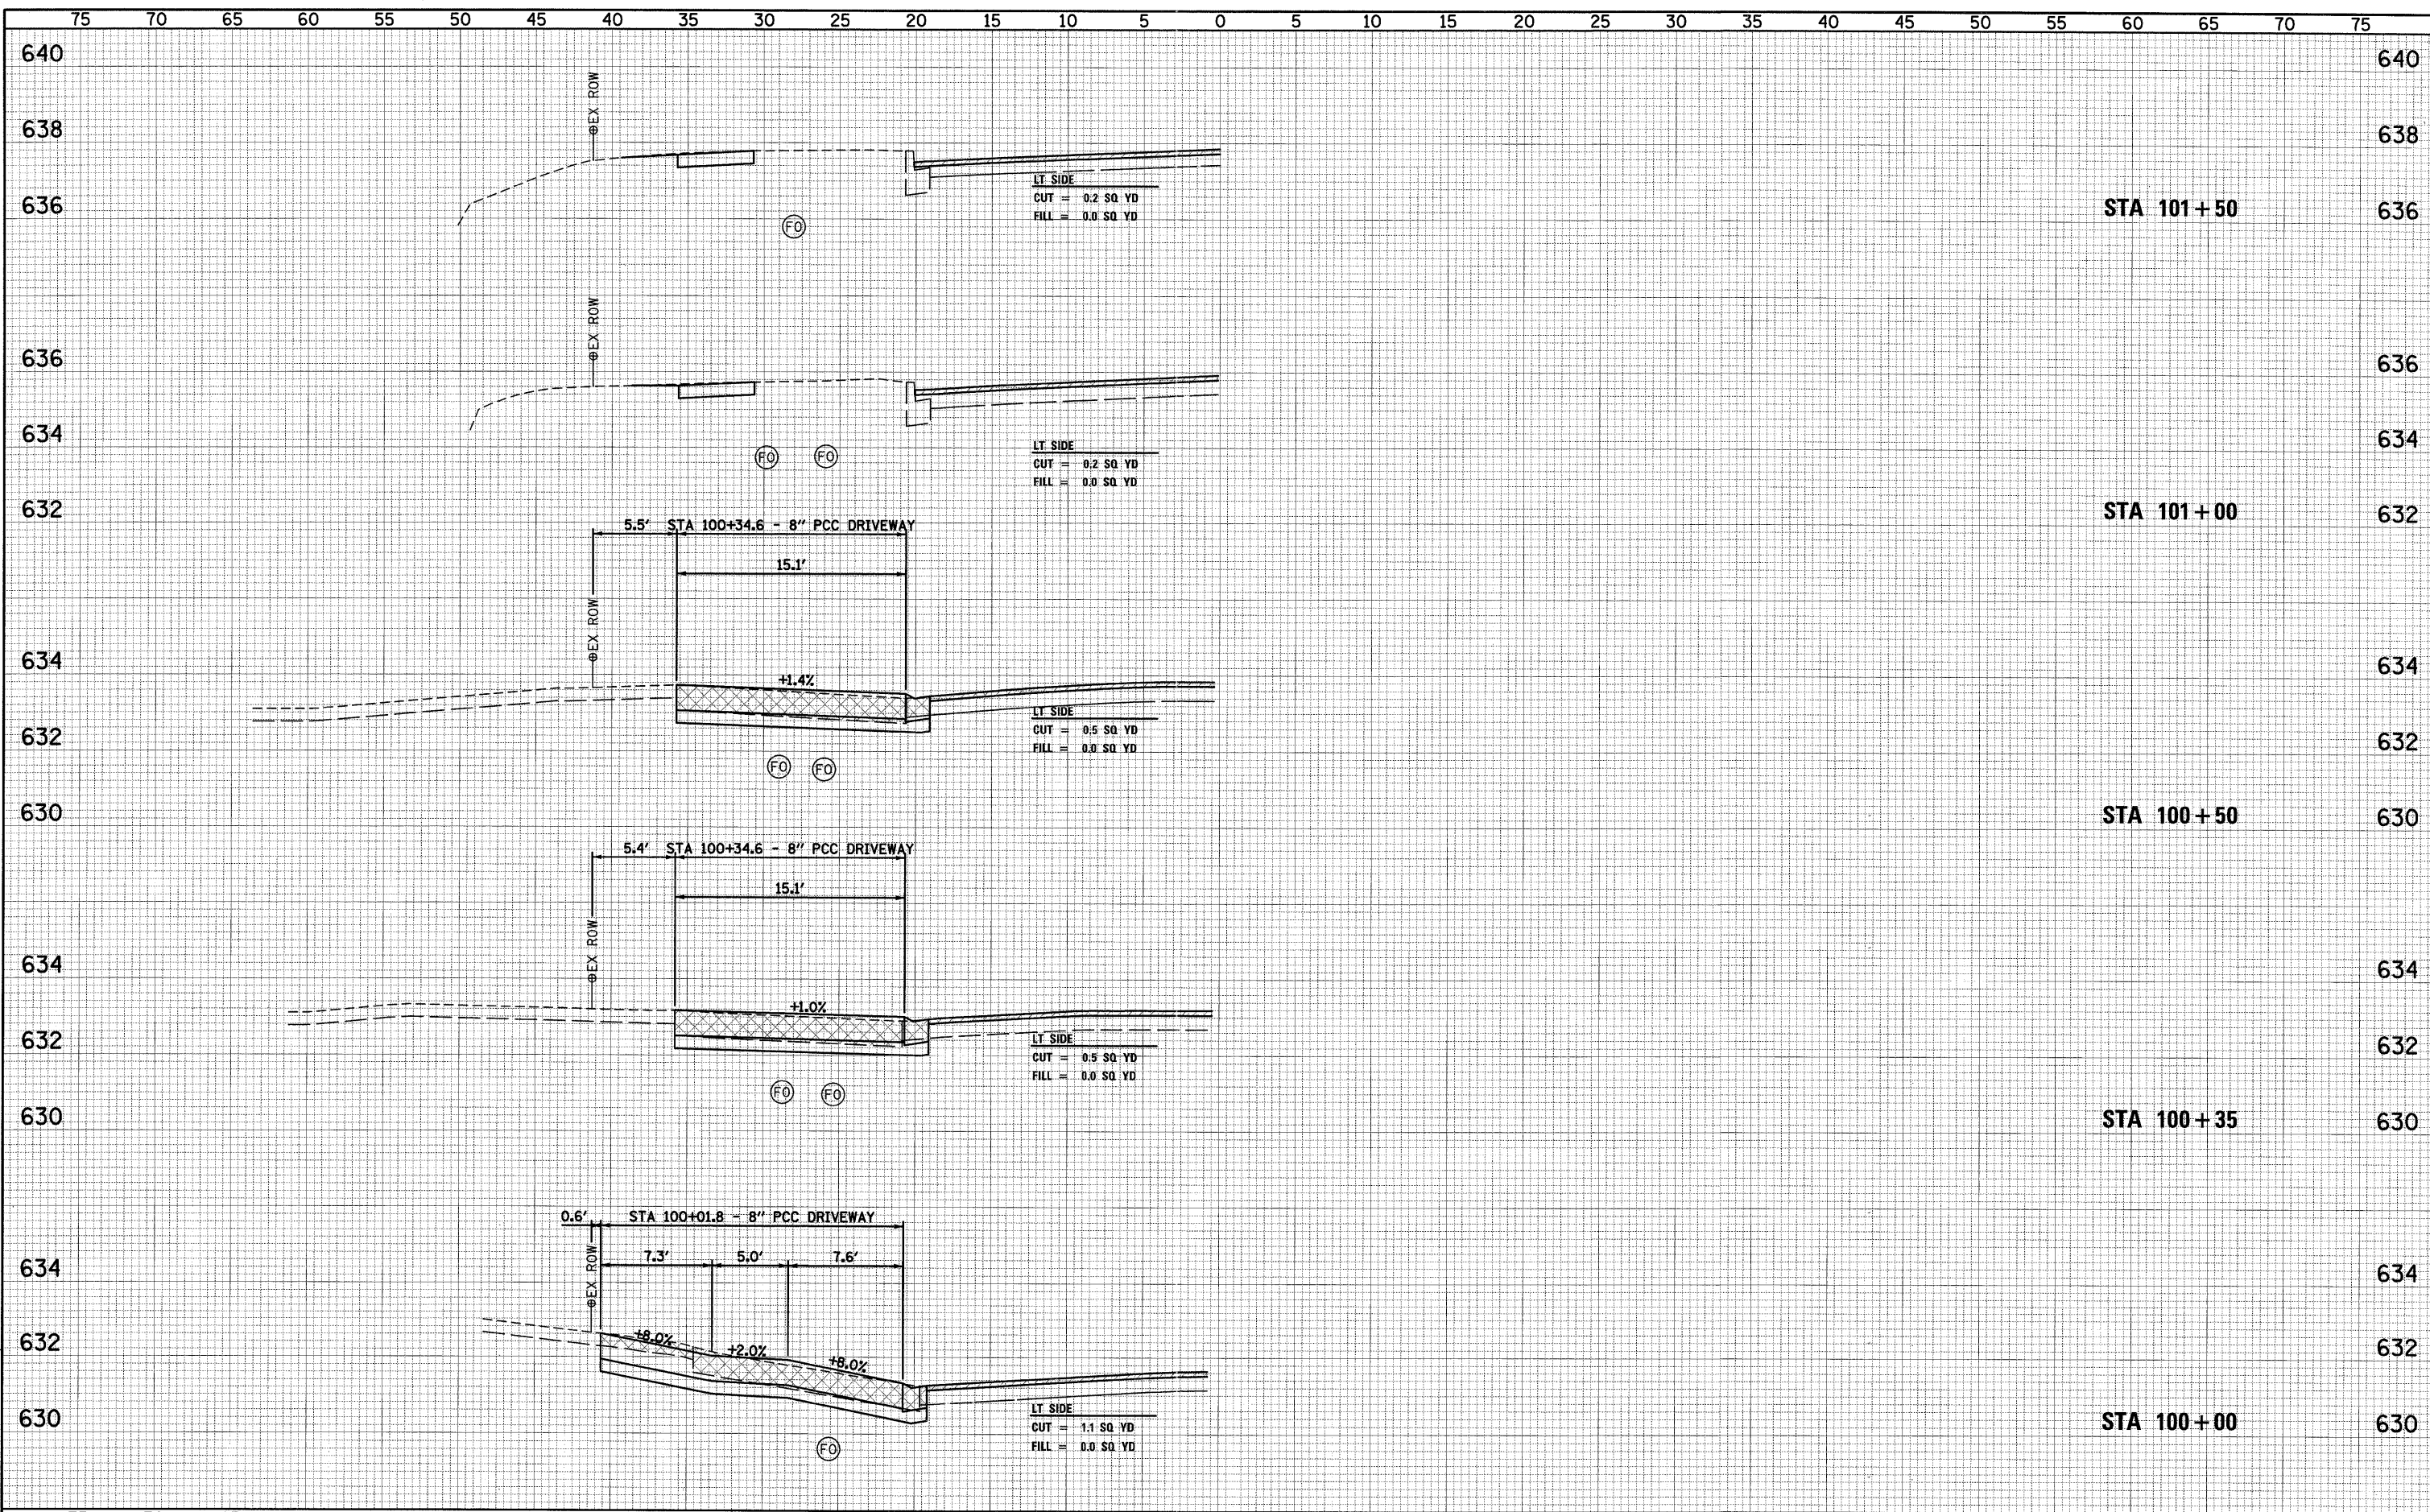 75 70 65 60 55 50 45 40 35 30 25 20 15 10 5 0 5 10 15 20 25 30 35 40 45 50 55 60 65 70 75
640 640
EX ROW
638 638
LT SIDE
CUT = 0.2 SQ YD
FILL = 0.0 SQ YD
636 STA 101+50 636
FO
EX ROW
636 636
634 634
LT SIDE
CUT = 0.2 SQ YD
FILL = 0.0 SQ YD
FO FO
632 STA 101+00 632
5.5' STA 100+34.6 - 8" PCC DRIVEWAY
15.1'
EX ROW
634 634
+1.4%
LT SIDE
CUT = 0.5 SQ YD
FILL = 0.0 SQ YD
632 632
FO FO
630 STA 100+50 630
5.4' STA 100+34.6 - 8" PCC DRIVEWAY
15.1'
EX ROW
634 634
+1.0%
632 632
LT SIDE
CUT = 0.5 SQ YD
FILL = 0.0 SQ YD
FO FO
630 STA 100+35 630
0.6' STA 100+01.8 - 8" PCC DRIVEWAY
7.3' 5.0' 7.6'
EX ROW
634 634
+8.0%
632 632
+2.0%
+8.0%
LT SIDE
CUT = 1.1 SQ YD
FILL = 0.0 SQ YD
630 STA 100+00 630
FO